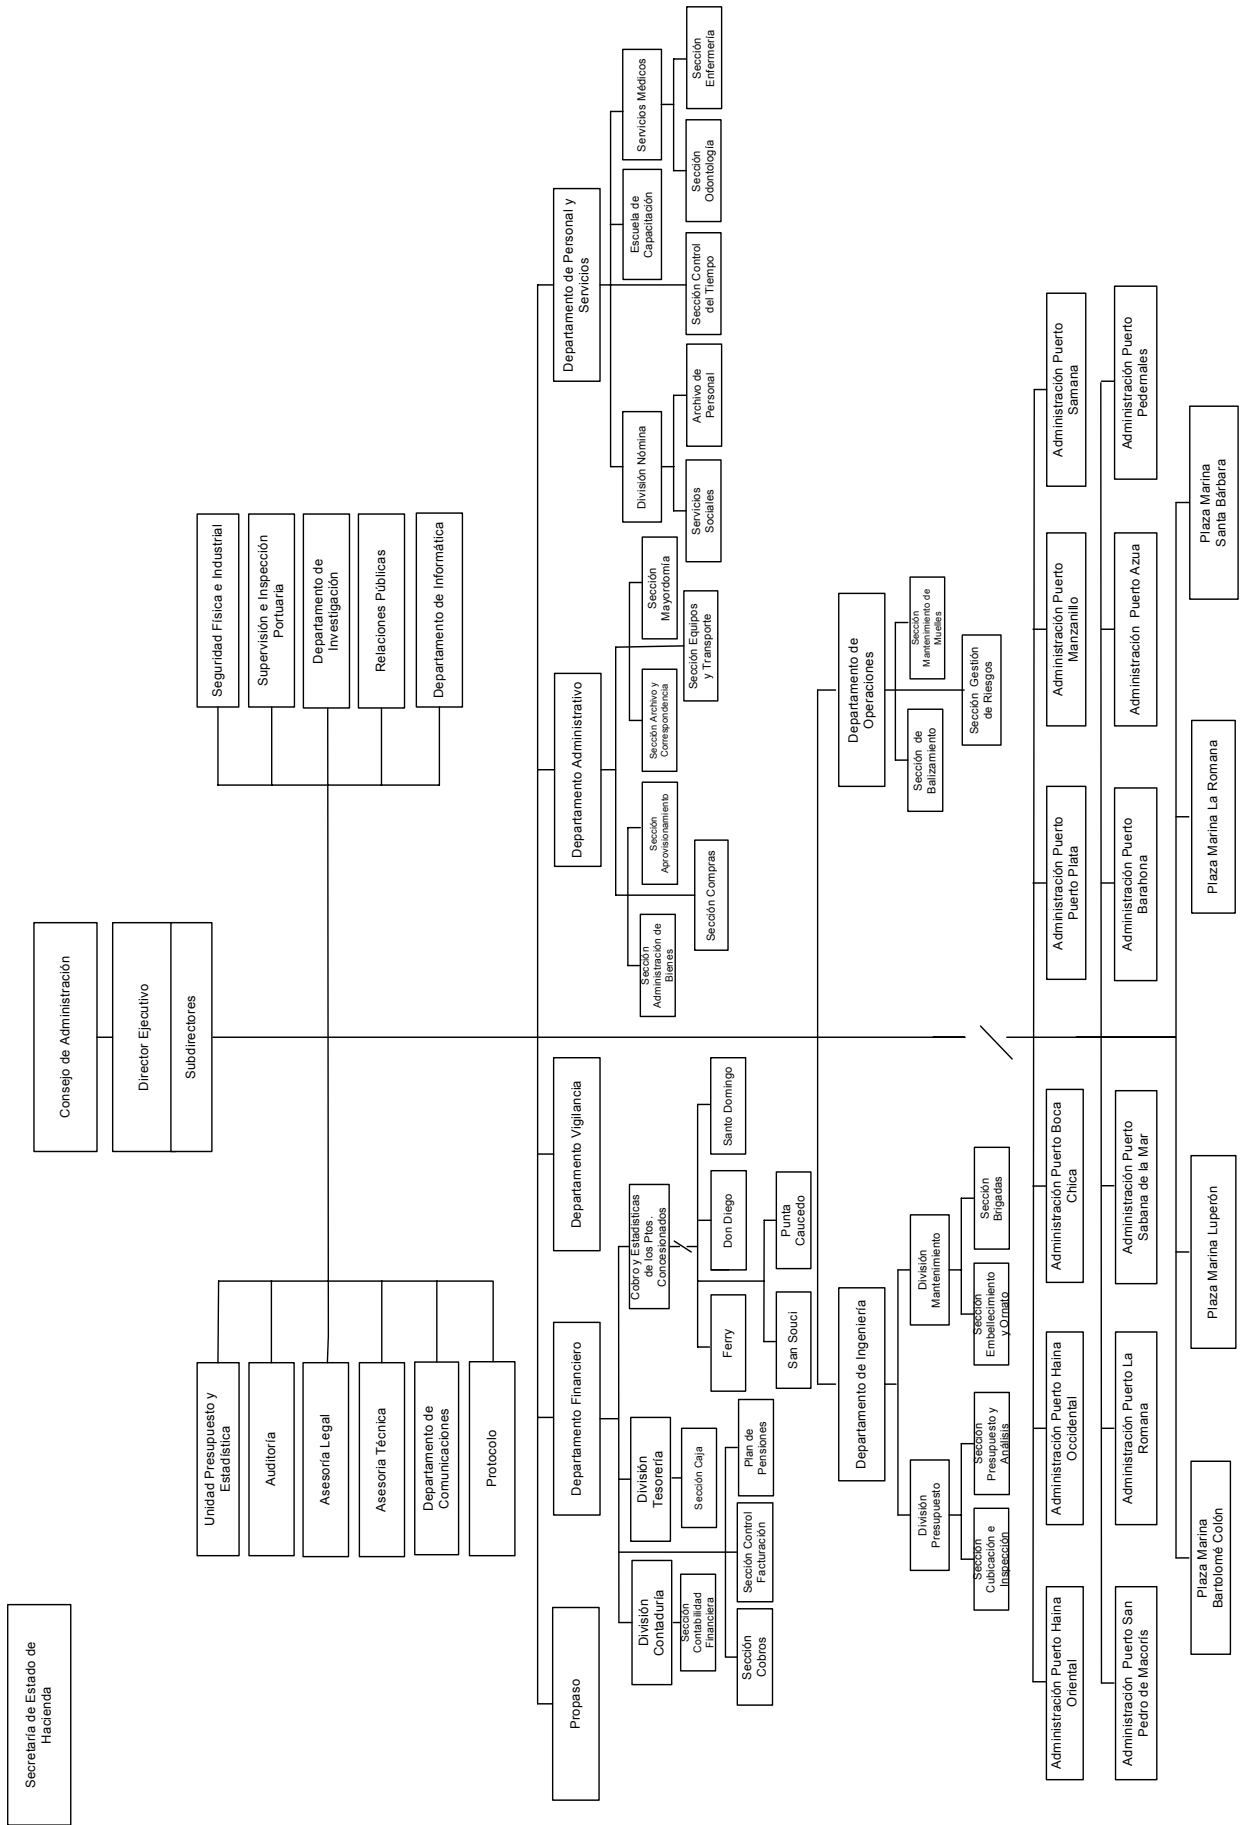 Secretaría de Estado de
Hacienda
Consejo de Administración
Director Ejecutivo
Subdirectores
Unidad Presupuesto y
Estadística
Auditoría
Asesoría Legal
Asesoria Técnica
Departamento de
Comunicaciones
Protocolo
Seguridad Física e Industrial
Supervisión e Inspección
Portuaria
Departamento de
Investigación
Relaciones Públicas
Departamento de Informática
Propaso
Departamento Financiero
Departamento Vigilancia
Departamento Administrativo
Departamento de Personal y
Servicios
División
Contaduría
División
Tesorería
Cobro y Estadísticas
de los Ptos.
Concesionados
Sección
Contabilidad
Financiera
Sección Caja
Sección
Cobros
Sección Control
Facturación
Plan de
Pensiones
Ferry
Don Diego
Santo Domingo
San Souci
Punta
Caucedo
Sección
Administración de
Bienes
Sección
Aprovisionamiento
Sección Archivo y
Correspondencia
Sección
Mayordomía
Sección Compras
Sección Equipos
y Transporte
División Nómina
Escuela de
Capacitación
Servicios Médicos
Servicios
Sociales
Archivo de
Personal
Sección Control
del Tiempo
Sección
Odontología
Sección
Enfermería
Departamento de Ingeniería
Departamento de
Operaciones
División
Presupuesto
División
Mantenimiento
Sección
Cubicación e
Inspección
Sección
Presupuesto y
Análisis
Sección
Embellecimiento
y Ornato
Sección
Brigadas
Sección de
Balizamiento
Sección
Mantenimiento de
Muelles
Sección Gestión
de Riesgos
Administración Puerto Haina
Oriental
Administración Puerto Haina
Occidental
Administración Puerto Boca
Chica
Administración Puerto
Puerto Plata
Administración Puerto
Manzanillo
Administración Puerto
Samana
Administración Puerto San
Pedro de Macorís
Administración Puerto La
Romana
Administración Puerto
Sabana de la Mar
Administración Puerto
Barahona
Administración Puerto Azua
Administración Puerto
Pedernales
Plaza Marina
Bartolomé Colón
Plaza Marina Luperón
Plaza Marina La Romana
Plaza Marina
Santa Bárbara